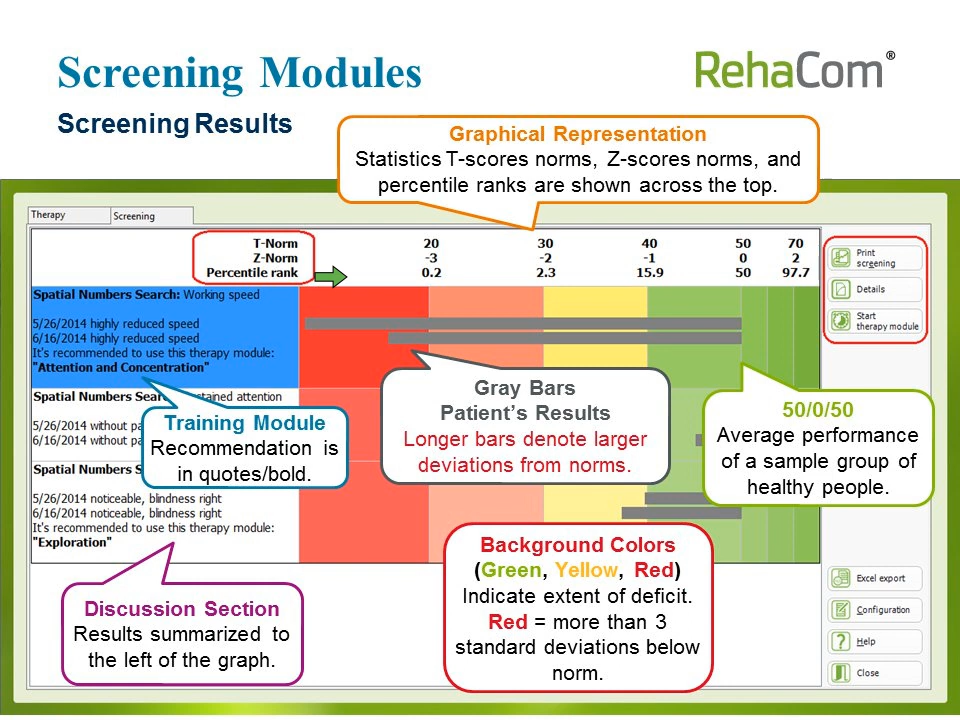 Screening Modules
RehaCom®
Screening Results
Graphical Representation
Statistics T-scores norms, Z-scores norms, and
percentile ranks are shown across the top.
Therapy
Screening
T-Norm 20 30 40 50 70
Z-Norm -3 -2 -1 0 2
Percentile rank 0.2 2.3 15.9 50 97.7
Print
screening
Details
Start
therapy module
Spatial Numbers Search: Working speed
5/26/2014 highly reduced speed
6/16/2014 highly reduced speed
It's recommended to use this therapy module:
"Attention and Concentration"
Gray Bars
Patient's Results
Longer bars denote larger
deviations from norms.
50/0/50
Average performance
of a sample group of
healthy people.
Spatial Numbers Sear tained attention
5/26/2014 without pa
6/16/2014 without pa
Training Module
Recommendation is
in quotes/bold.
Spatial Numbers S
5/26/2014 noticeable, blindness right
6/16/2014 noticeable, blindness right
It's recommended to use this therapy module:
"Exploration"
Background Colors
(Green, Yellow, Red)
Indicate extent of deficit.
Red = more than 3
standard deviations below
norm.
Discussion Section
Results summarized to
the left of the graph.
Excel export
Configuration
Help
Close